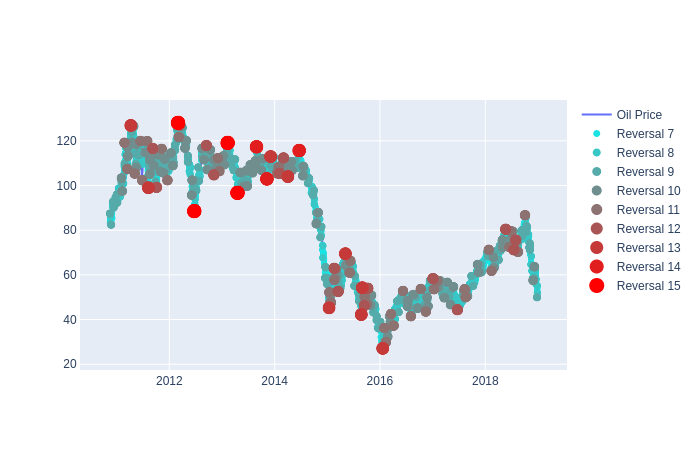 120
100
80
60
40
20
2012
2014
2016
2018
Oil Price
Reversal 7
Reversal 8
Reversal 9
Reversal 10
Reversal 11
Reversal 12
Reversal 13
Reversal 14
Reversal 15